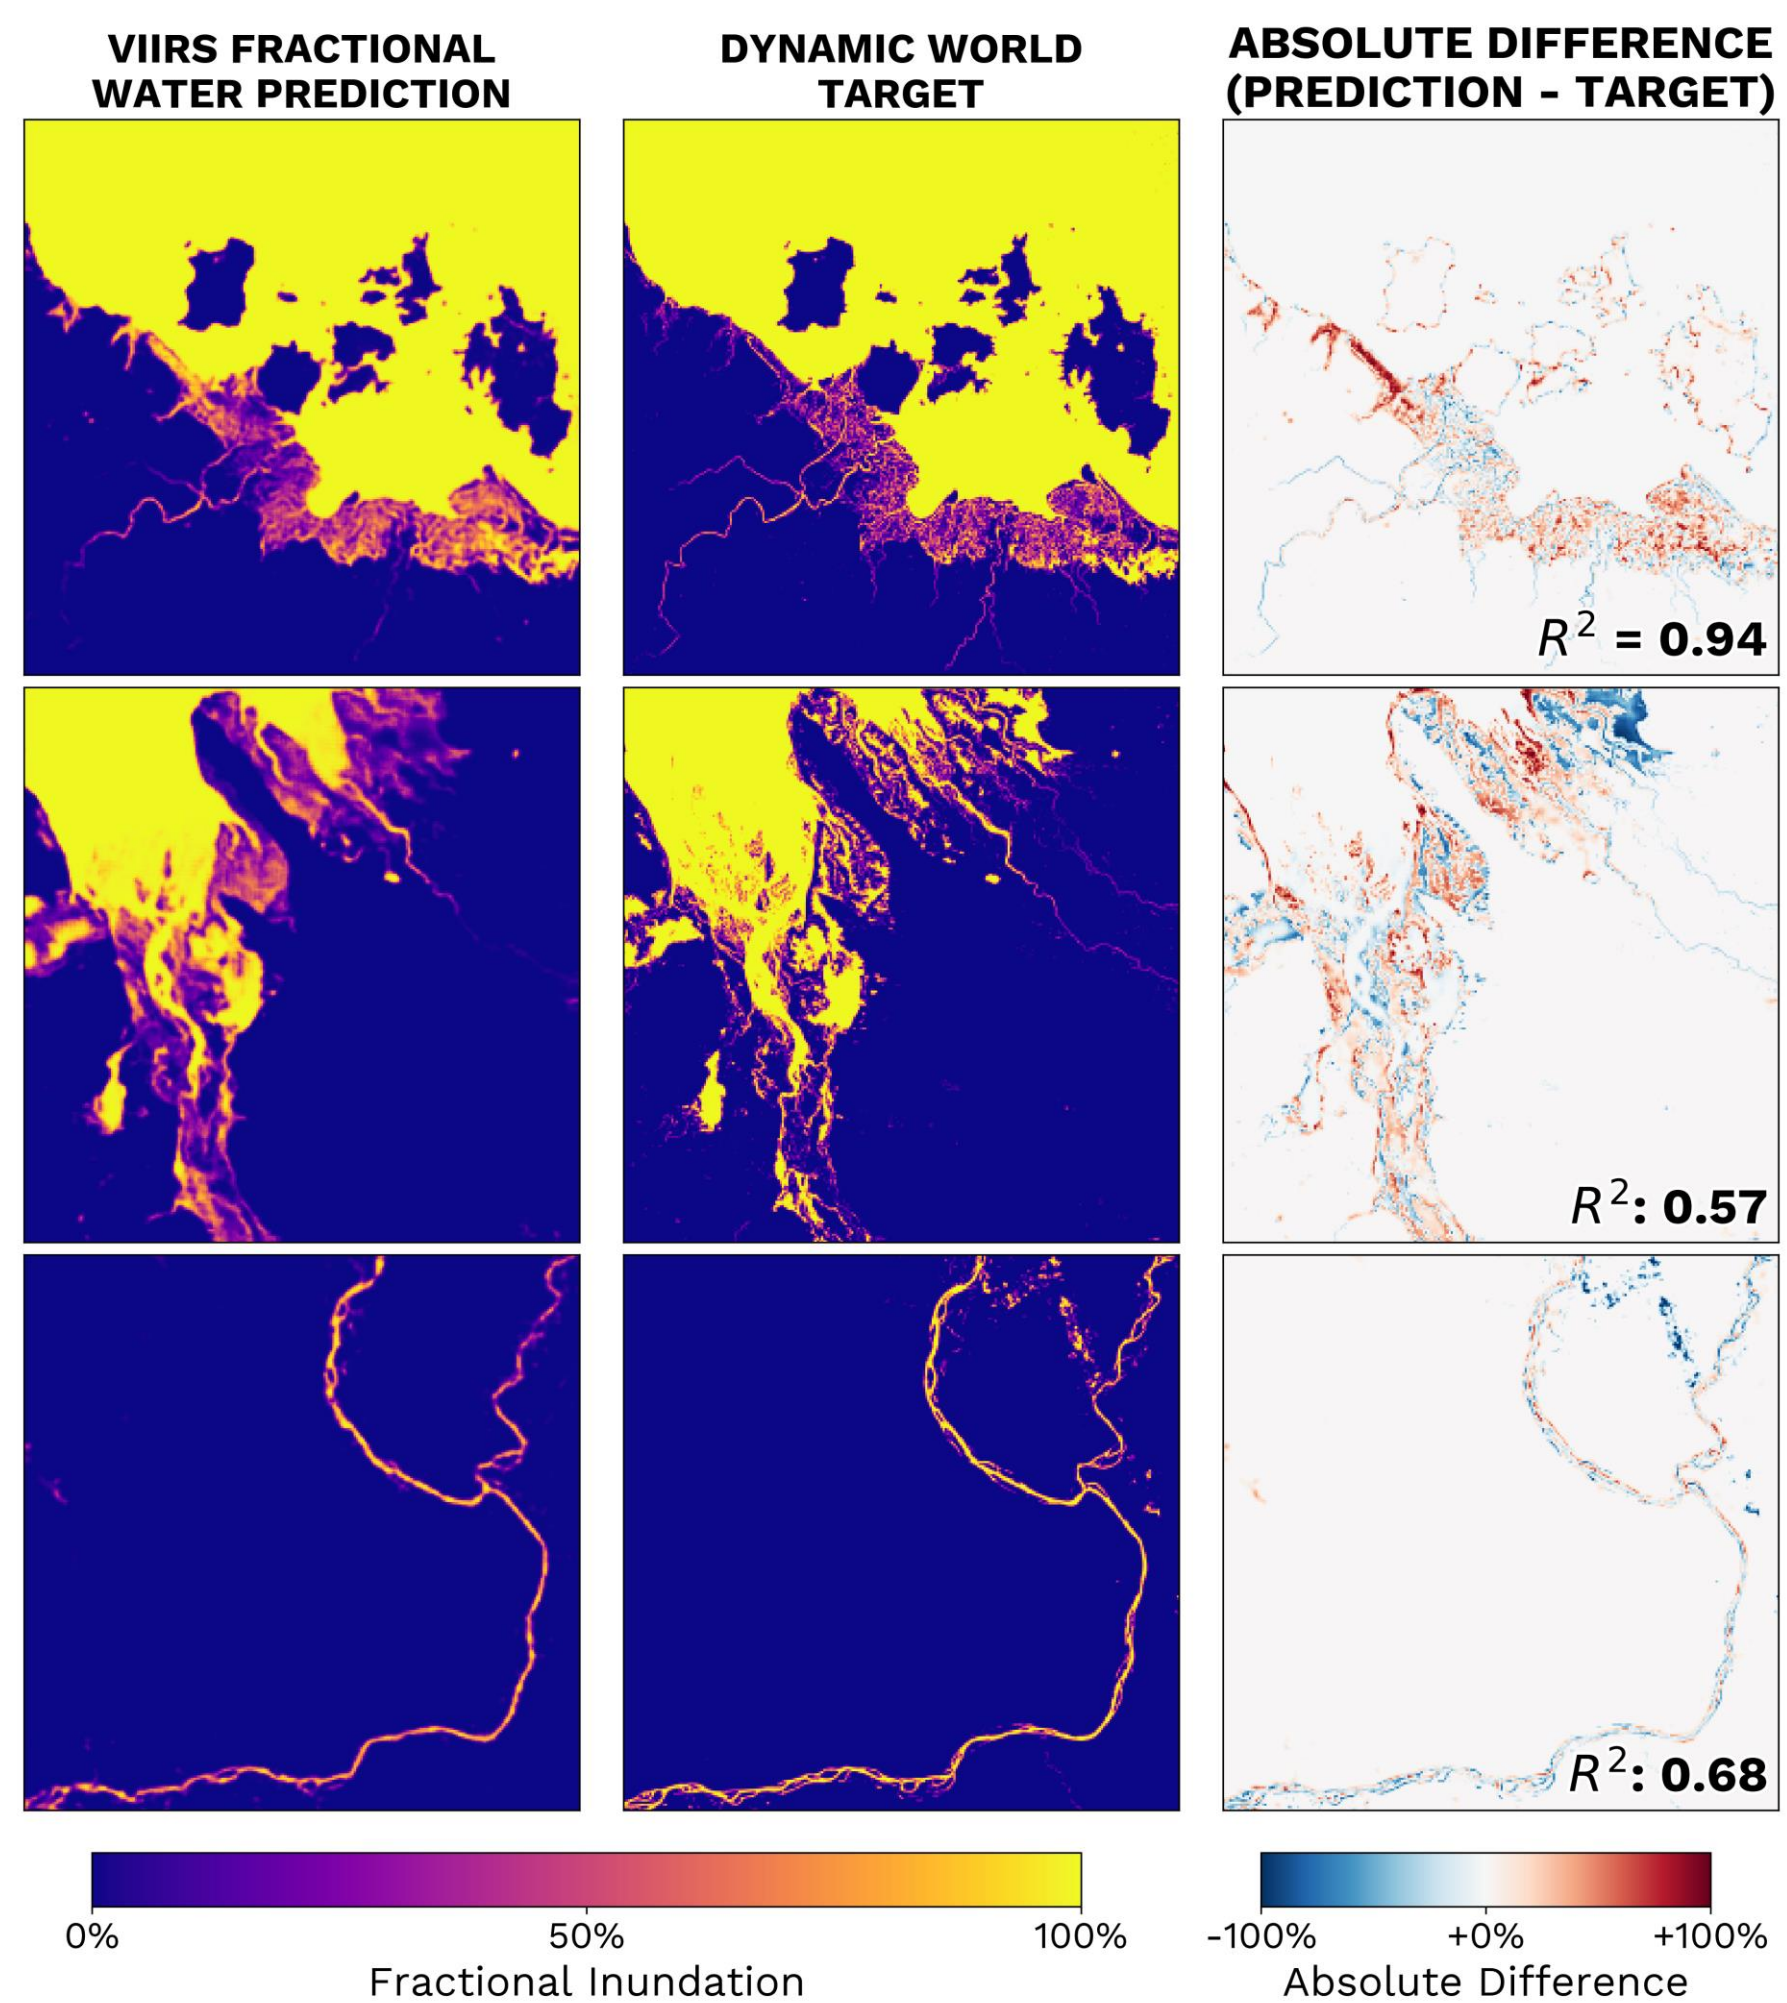 VIIRS FRACTIONAL
WATER PREDICTION
DYNAMIC WORLD
TARGET
ABSOLUTE DIFFERENCE
(PREDICTION - TARGET)
R² = 0.94
R²: 0.57
R²: 0.68
0%
50%
100%
Fractional Inundation
-100%
+0%
+100%
Absolute Difference